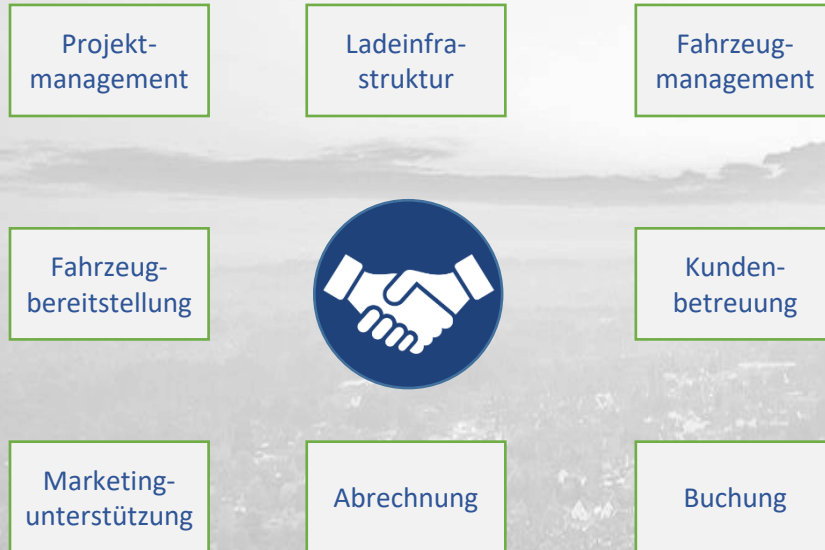 Projekt-
management
Ladeinfra-
struktur
Fahrzeug-
management
Fahrzeug-
bereitstellung
Kunden-
betreuung
Marketing-
unterstützung
Abrechnung
Buchung